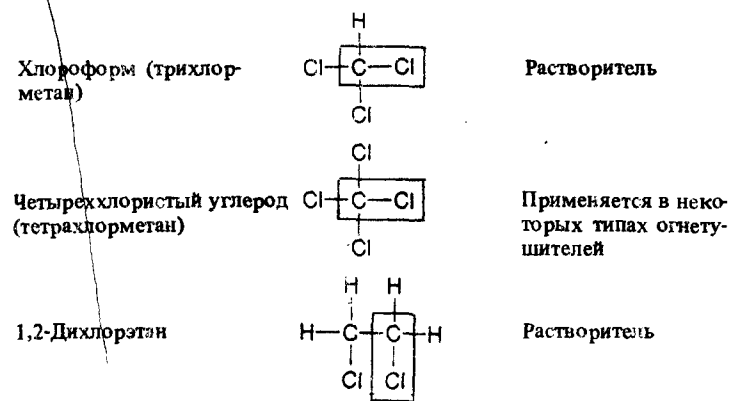 H
Хлороформ (трихлор-
метан)
Cl—C—Cl
Растворитель
Cl
Cl
Четыреххлористый углерод
(тетрахлорметан)
Cl—C—Cl
Применяется в неко-
торых типах огнету-
шителей
Cl
H H
1,2-Дихлорэтан
H—C—C—H
Растворитель
Cl Cl